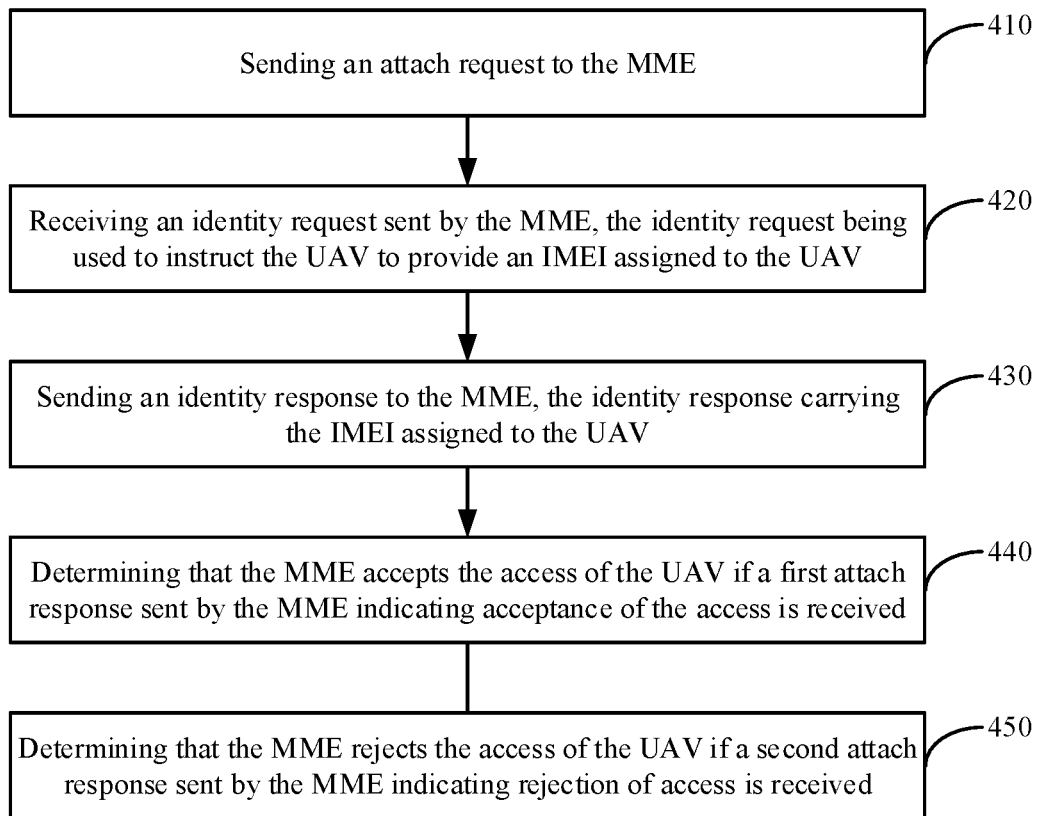 410
Sending an attach request to the MME
420
Receiving an identity request sent by the MME, the identity request being
used to instruct the UAV to provide an IMEI assigned to the UAV
430
Sending an identity response to the MME, the identity response carrying
the IMEI assigned to the UAV
440
Determining that the MME accepts the access of the UAV if a first attach
response sent by the MME indicating acceptance of the access is received
450
Determining that the MME rejects the access of the UAV if a second attach
response sent by the MME indicating rejection of access is received